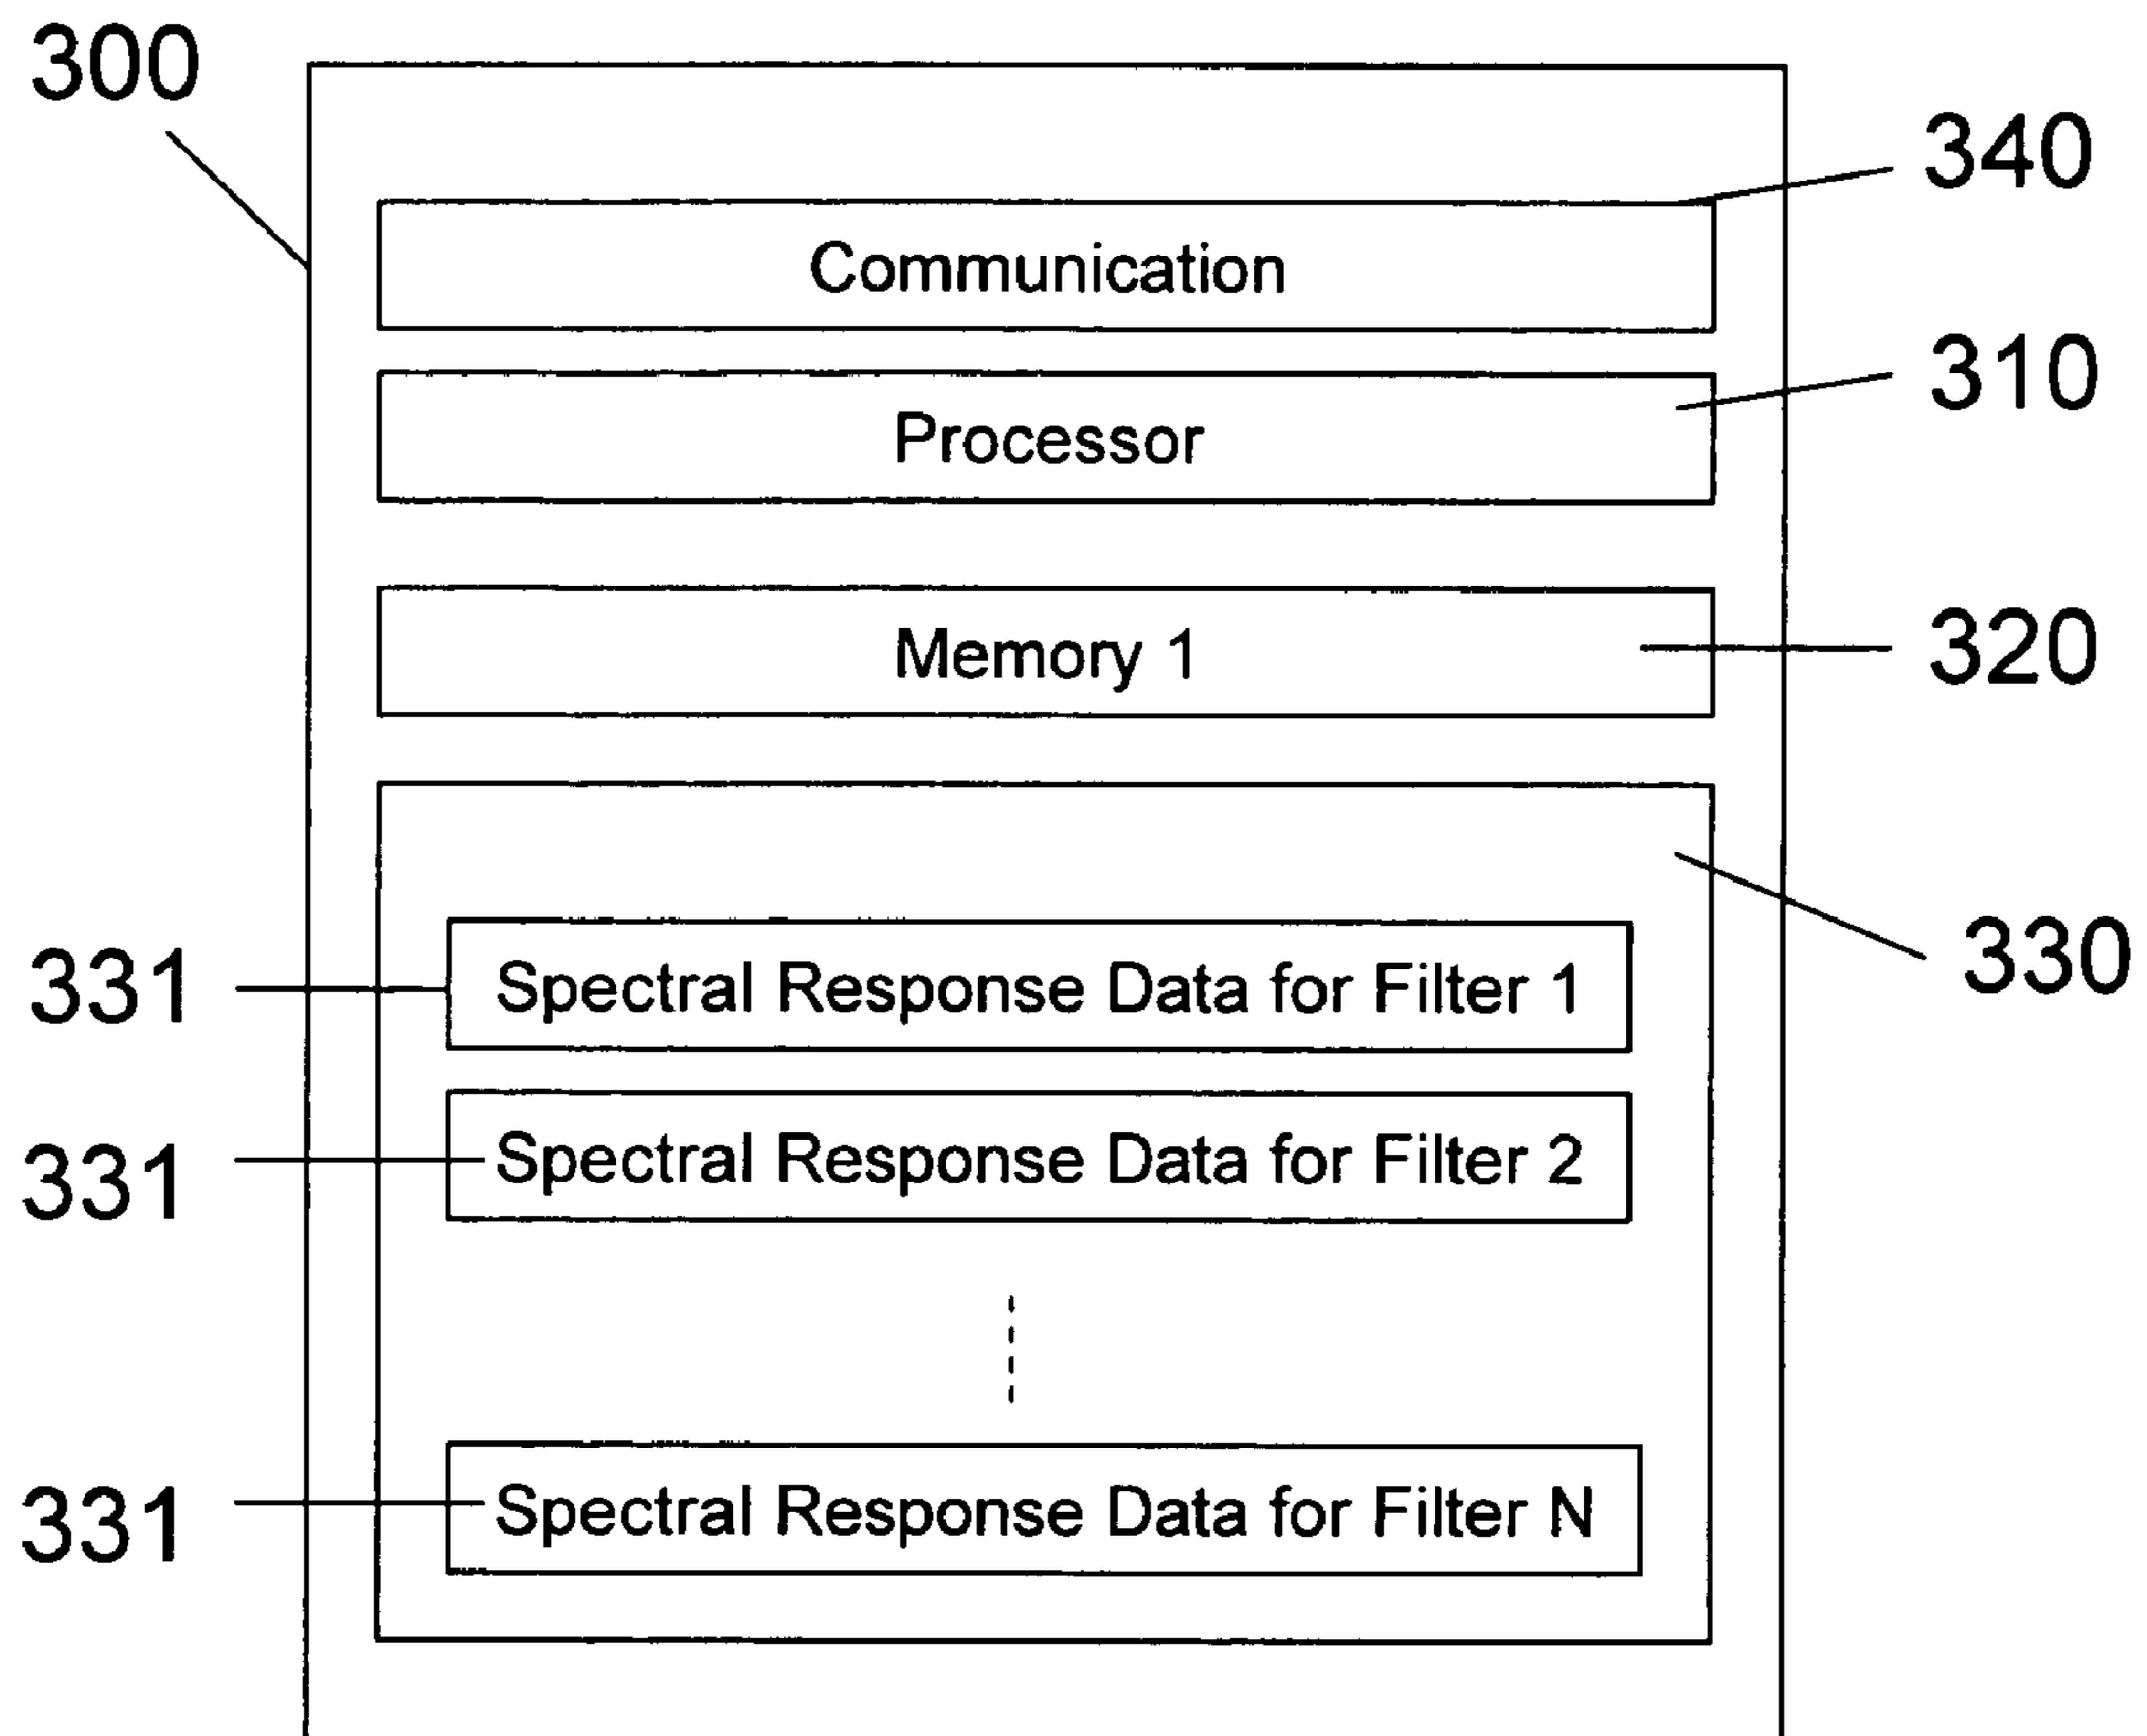 300
340
Communication
310
Processor
Memory 1
320
330
331
Spectral Response Data for Filter 1
331
Spectral Response Data for Filter 2
331
Spectral Response Data for Filter N